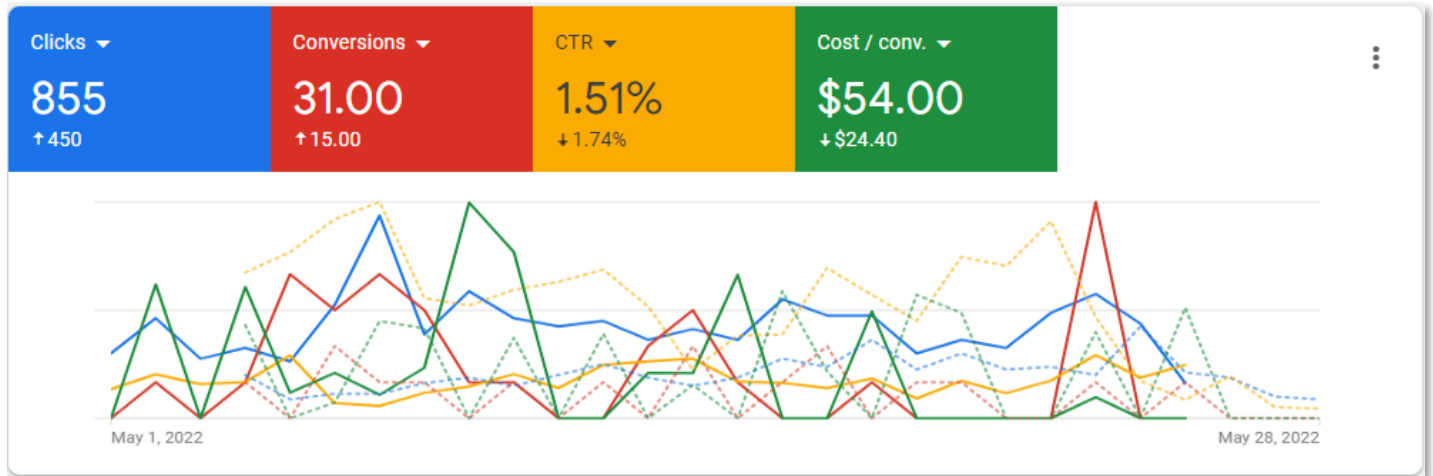 Clicks
Conversions
CTR
Cost / conv.
855
31.00
1.51%
$54.00
↑450
↑15.00
↓1.74%
↓$24.40
May 1, 2022
May 28, 2022